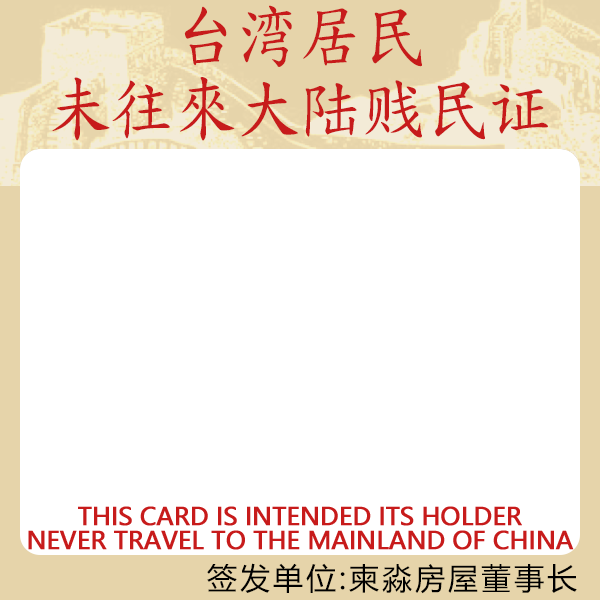 台湾居民
未往來大陆贱民证
THIS CARD IS INTENDED ITS HOLDER
NEVER TRAVEL TO THE MAINLAND OF CHINA
签发单位:柬淼房屋董事长